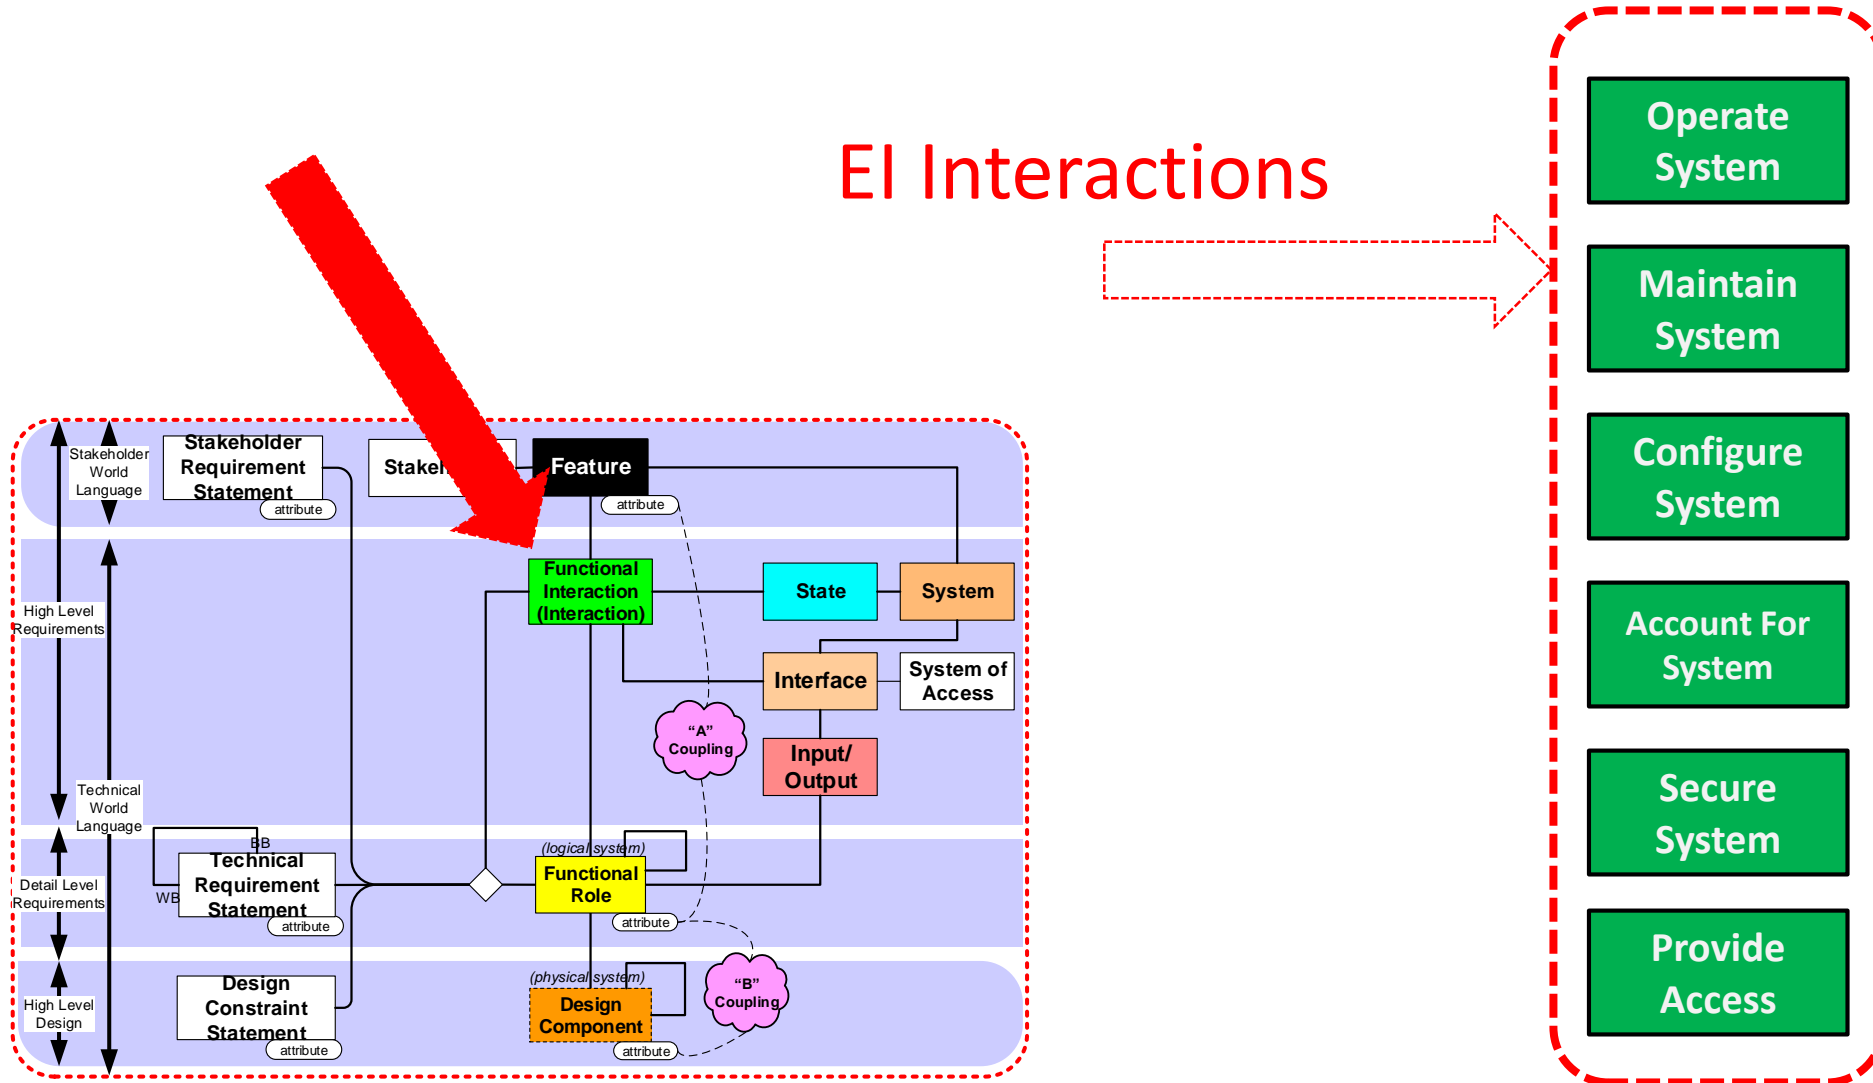 EI Interactions
Operate
System
Maintain
System
Configure
System
Account For
System
Secure
System
Provide
Access
Stakeholder
World
Language
High Level
Requirements
Technical
World
Language
Detail Level
Requirements
High Level
Design
Stakeholder
Requirement
Statement
attribute
Feature
attribute
Functional
Interaction
(Interaction)
State
System
Interface
System of
Access
“A”
Coupling
Input/
Output
BB
WB
Technical
Requirement
Statement
attribute
(logical system)
Functional
Role
attribute
Design
Constraint
Statement
attribute
(physical system)
Design
Component
attribute
“B”
Coupling